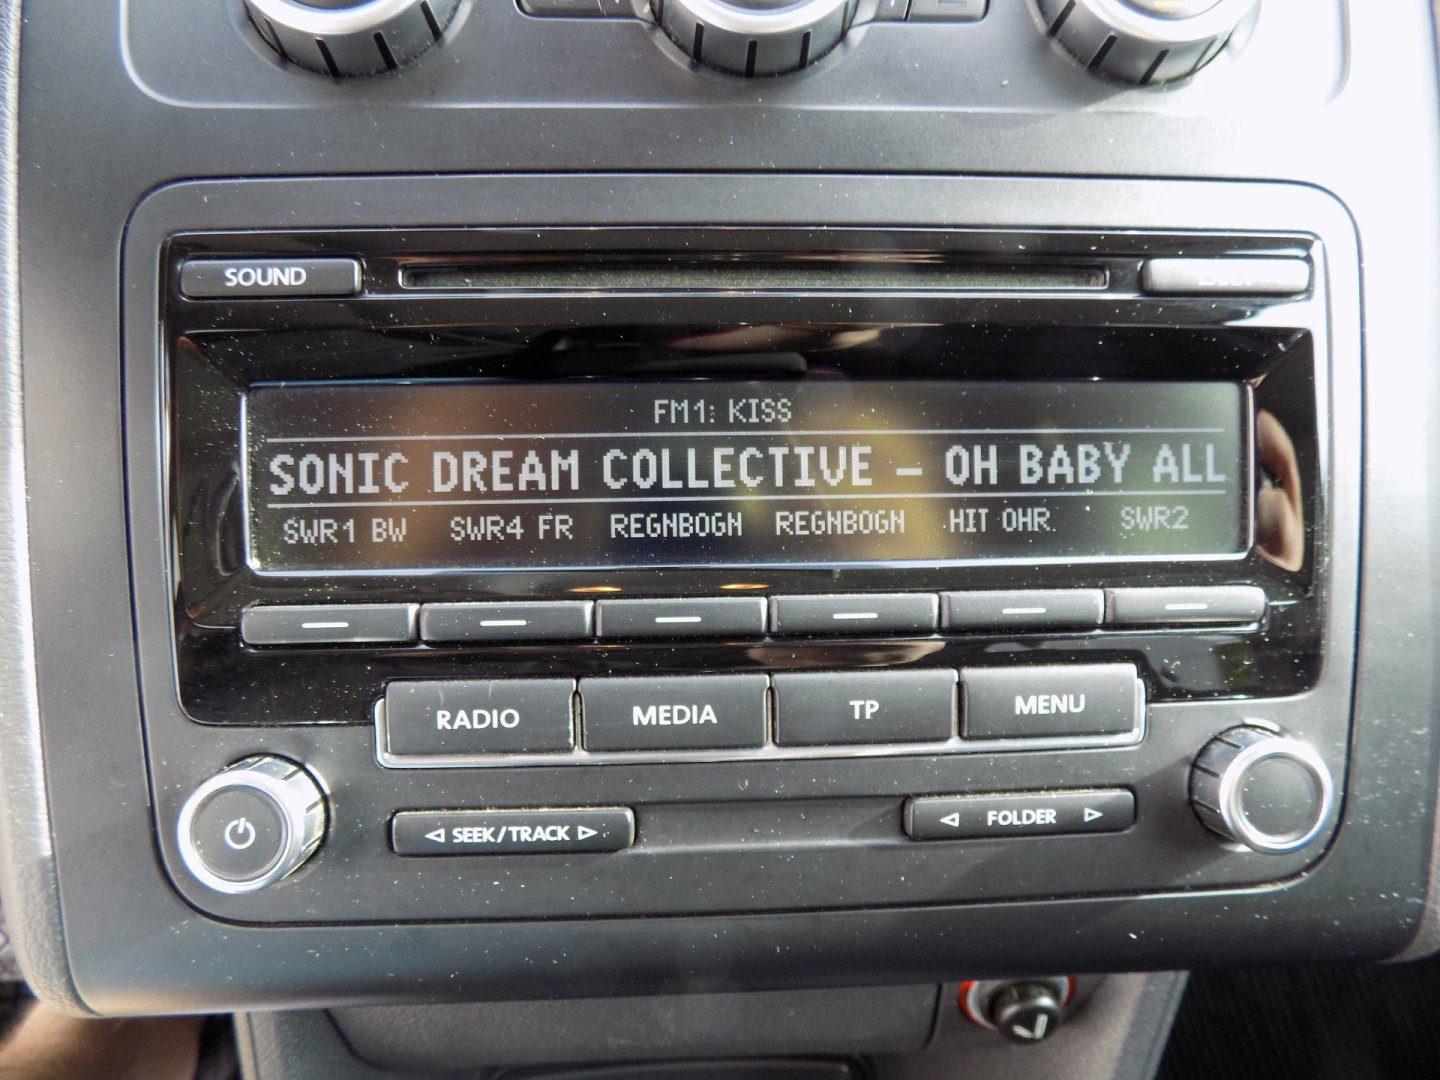 SOUND
FM1: KISS
SONIC DREAM COLLECTIVE - OH BABY ALL
SWR1 BW SWR4 FR REGNBOGN REGNBOGN HIT OHR SWR2
RADIO MEDIA TP MENU
SEEK/TRACK FOLDER